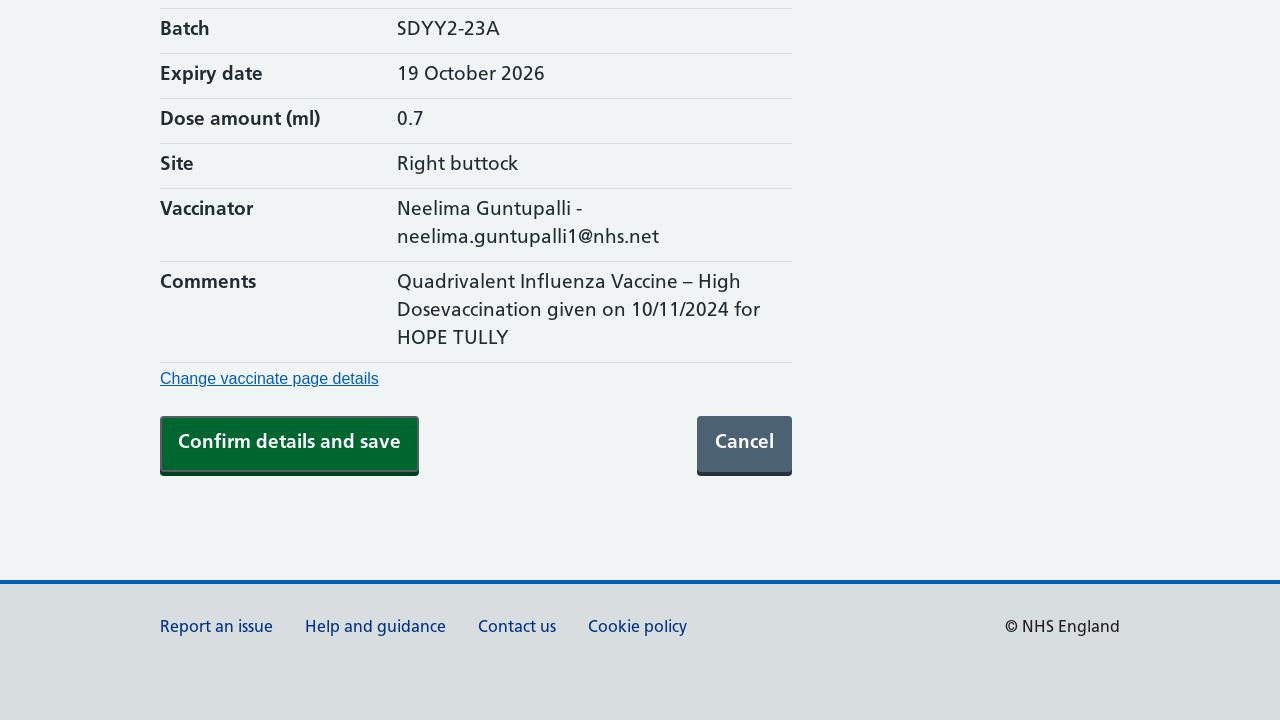 Batch SDYY2-23A
Expiry date 19 October 2026
Dose amount (ml) 0.7
Site Right buttock
Vaccinator Neelima Guntupalli -
neelima.guntupalli1@nhs.net
Comments Quadrivalent Influenza Vaccine – High
Dosevaccination given on 10/11/2024 for
HOPE TULLY
Change vaccinate page details
Confirm details and save Cancel
Report an issue Help and guidance Contact us Cookie policy © NHS England